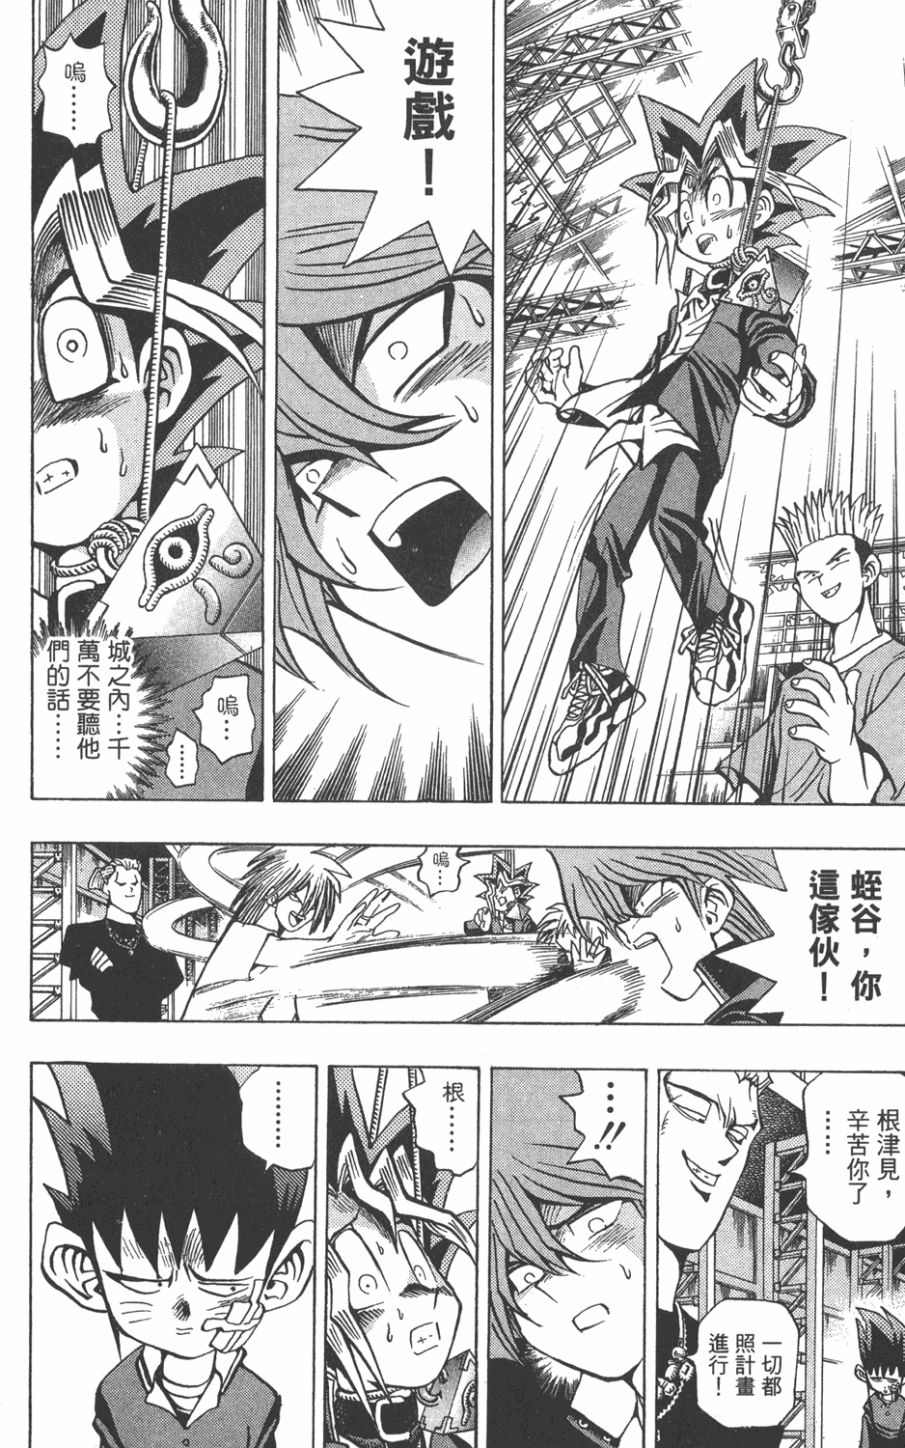 遊戲！
嗚……
嗚…
……
城之內…千
萬不要聽他
們的話……
蛭谷，你
這傢伙！
嗚…
根津見，
辛苦你了
……
一切都
照計畫
進行！
…!!
根……
……